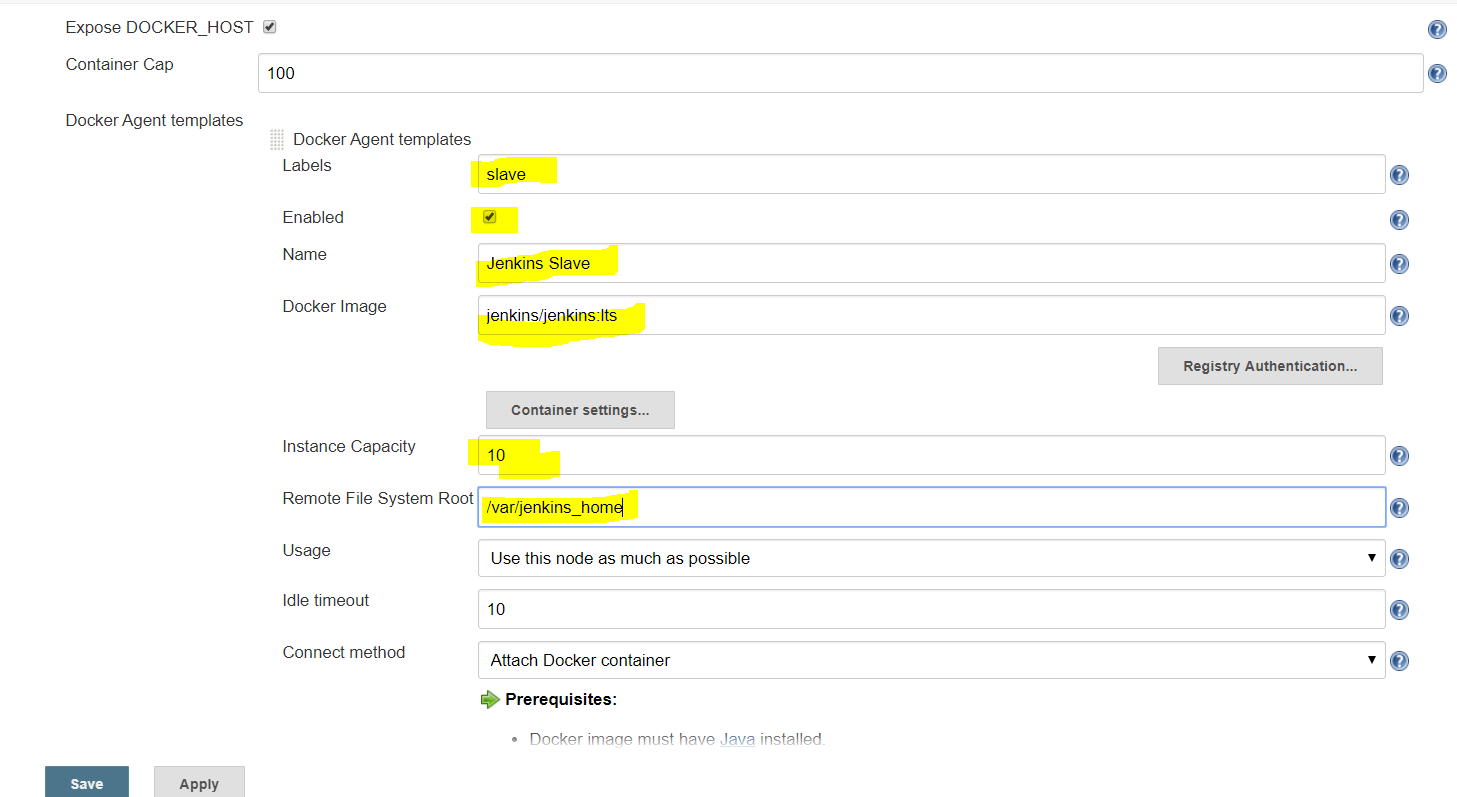 Expose DOCKER_HOST
Container Cap
100
Docker Agent templates
Docker Agent templates
Labels
slave
Enabled
Name
Jenkins Slave
Docker Image
jenkins/jenkins:lts
Registry Authentication...
Container settings...
Instance Capacity
10
Remote File System Root
/var/jenkins_home
Usage
Use this node as much as possible
Idle timeout
10
Connect method
Attach Docker container
Prerequisites:
• Docker image must have Java installed.
Save Apply